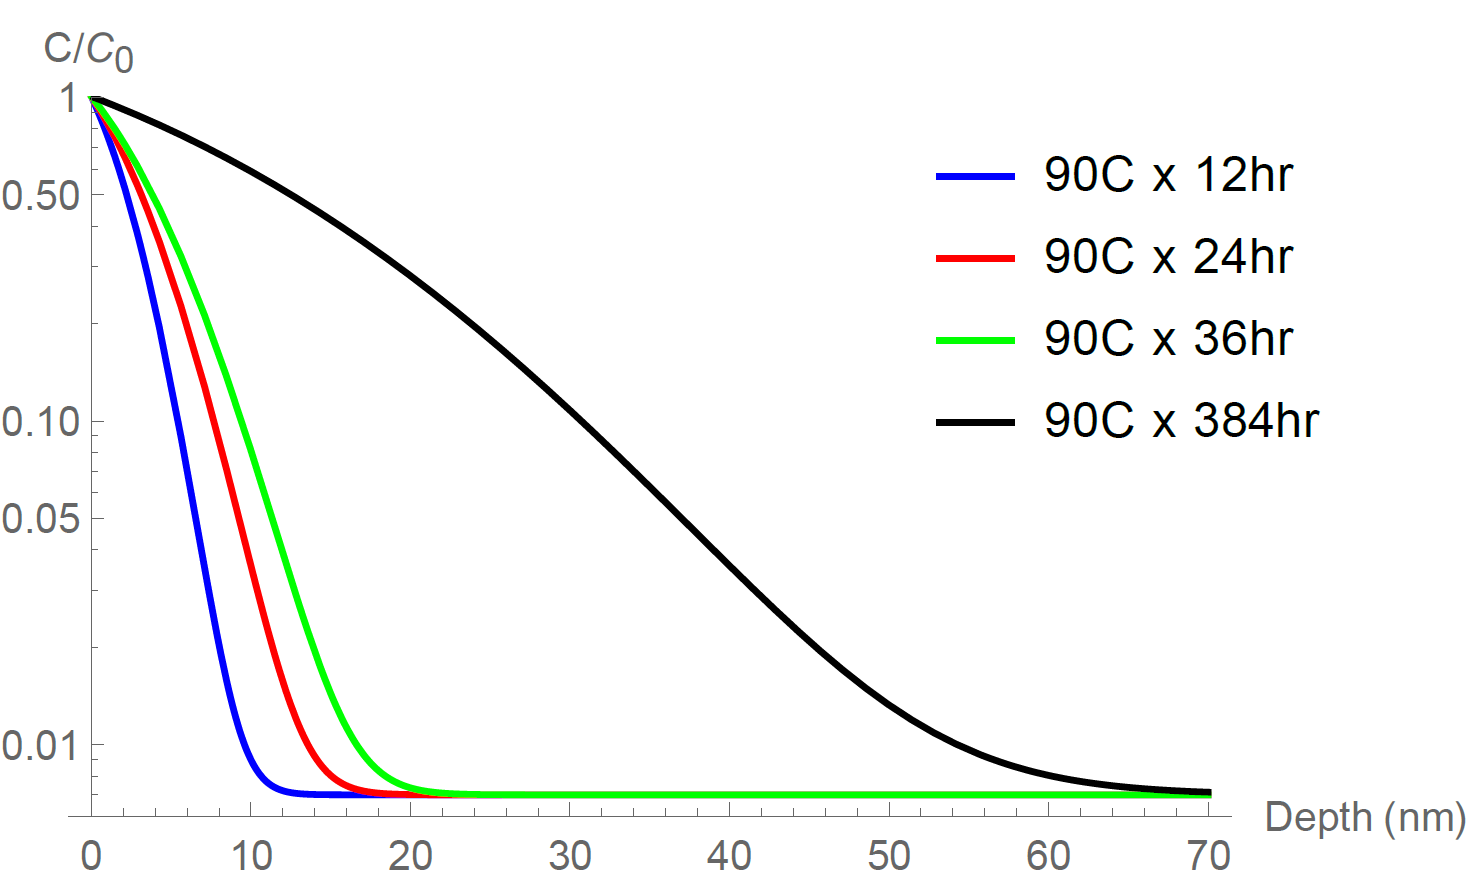 C/C0
1
0.50
0.10
0.05
0.01
0 10 20 30 40 50 60 70
Depth (nm)
90C x 12hr
90C x 24hr
90C x 36hr
90C x 384hr